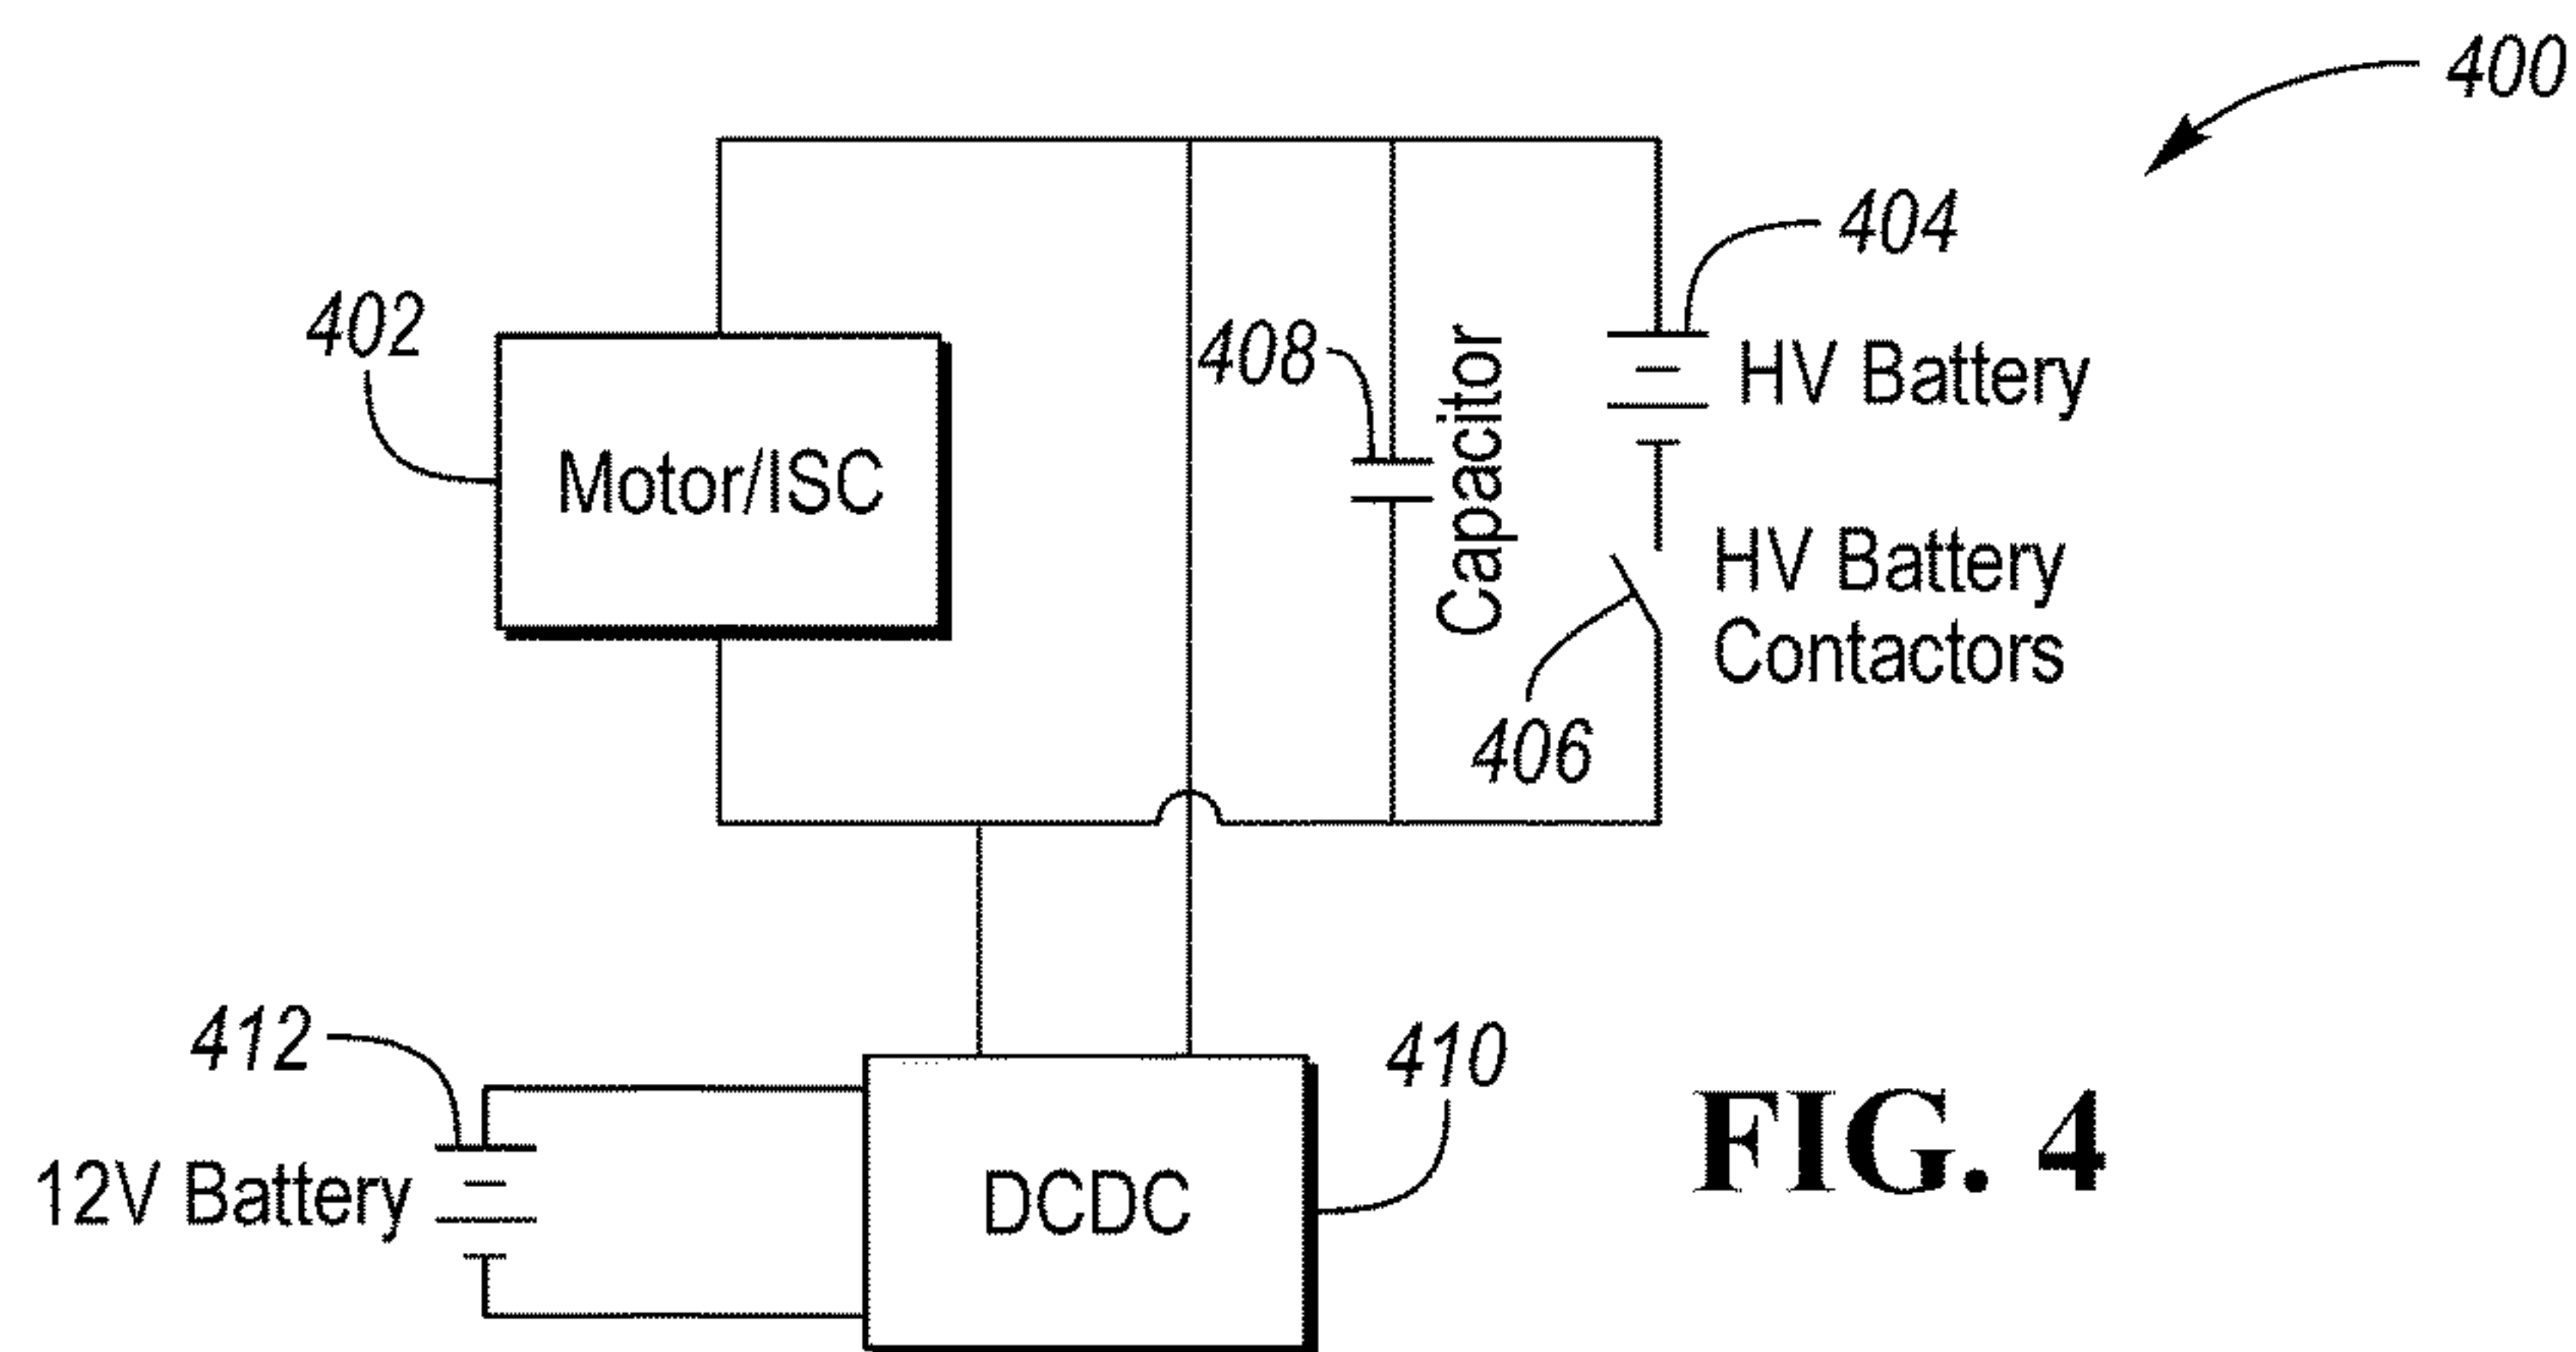 400
404
402
408
Capacitor
HV Battery
Motor/ISC
HV Battery
Contactors
406
412
410
12V Battery
DCDC
FIG. 4